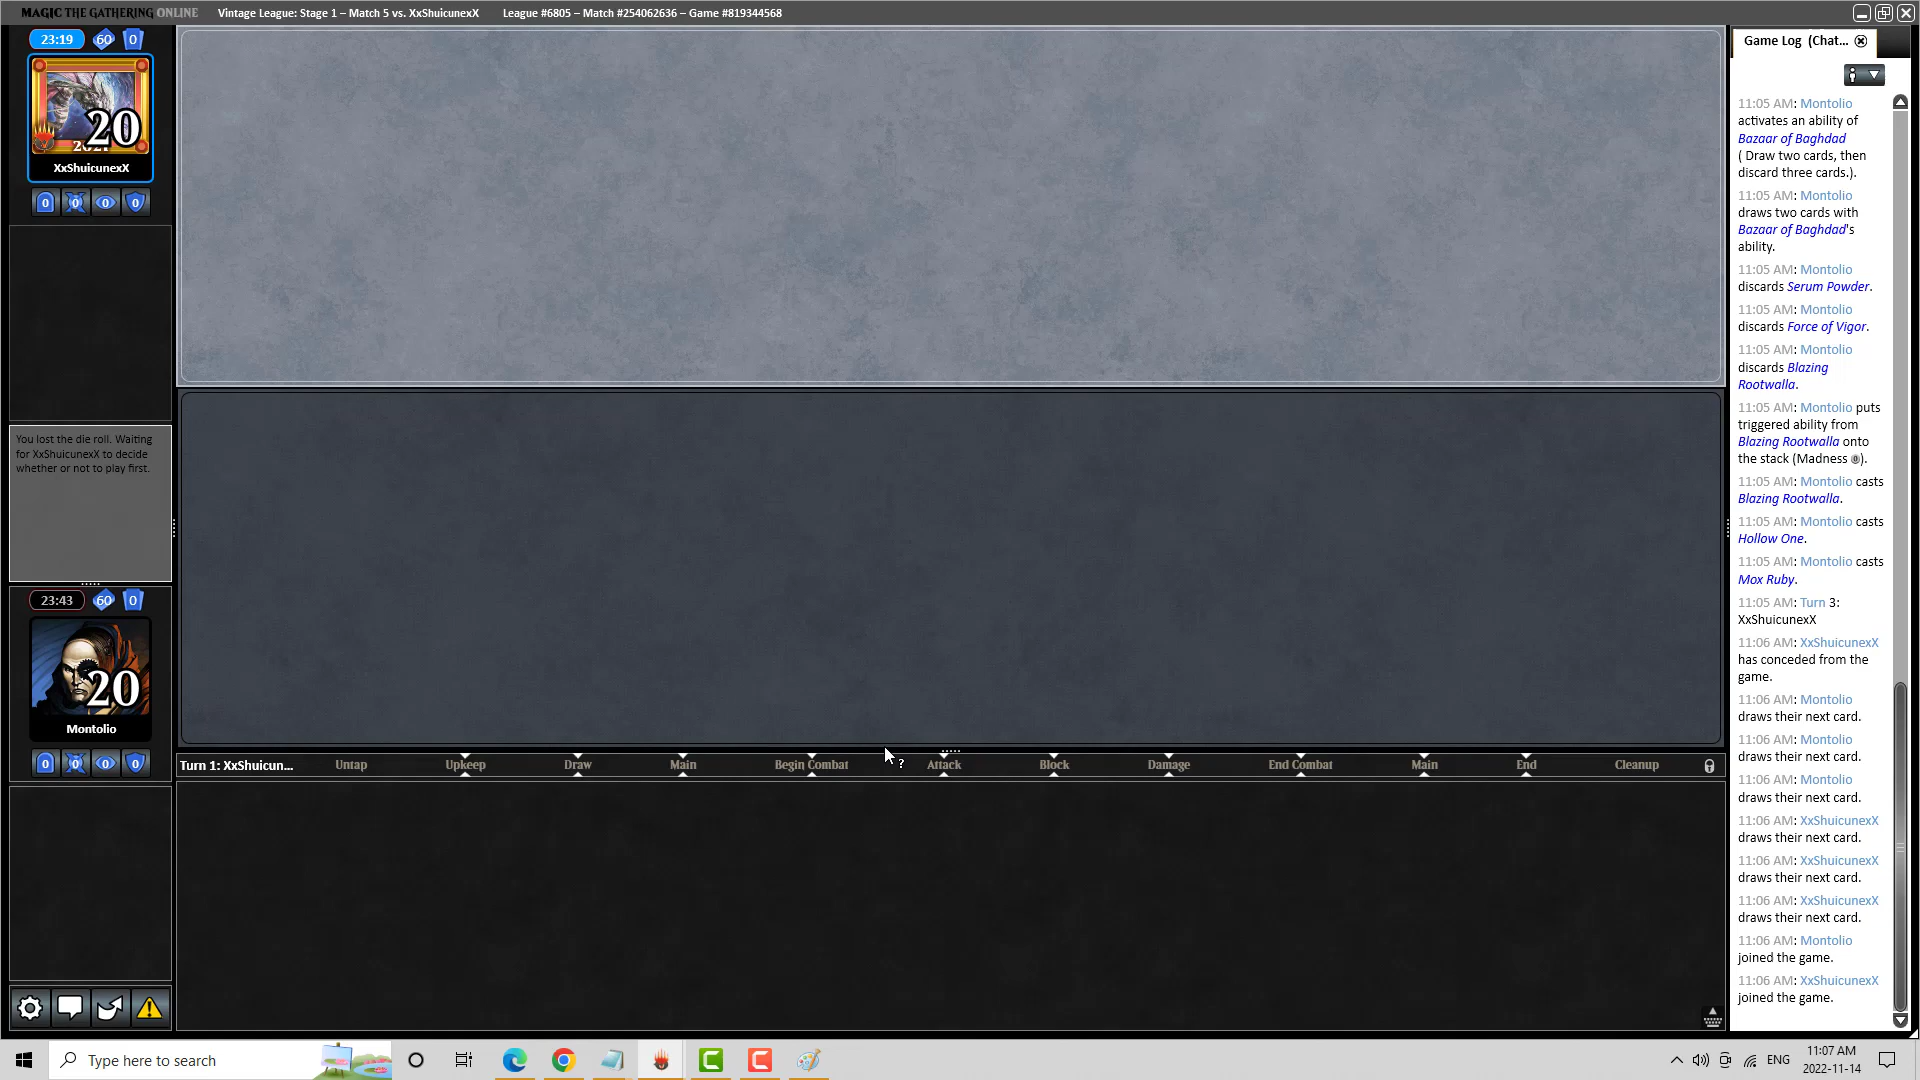 MAGIC THE GATHERING ONLINE
Vintage League: Stage 1 – Match 5 vs. XxShuicunexX
League #6805 – Match #254062636 – Game #819344568
23:19
60
0
20
XxShuicunexX
0
0
0
0
You lost the die roll. Waiting
for XxShuicunexX to decide
whether or not to play first.
23:43
60
0
20
Montolio
0
0
0
0
Turn 1: XxShuicun...
Untap
Upkeep
Draw
Main
Begin Combat
Attack
Block
Damage
End Combat
Main
End
Cleanup
Game Log (Chat...
11:05 AM: Montolio
activates an ability of
Bazaar of Baghdad
( Draw two cards, then
discard three cards.).
11:05 AM: Montolio
draws two cards with
Bazaar of Baghdad's
ability.
11:05 AM: Montolio
discards Serum Powder.
11:05 AM: Montolio
discards Force of Vigor.
11:05 AM: Montolio
discards Blazing
Rootwalla.
11:05 AM: Montolio puts
triggered ability from
Blazing Rootwalla onto
the stack (Madness 0).
11:05 AM: Montolio casts
Blazing Rootwalla.
11:05 AM: Montolio casts
Hollow One.
11:05 AM: Montolio casts
Mox Ruby.
11:05 AM: Turn 3:
XxShuicunexX
11:06 AM: XxShuicunexX
has conceded from the
game.
11:06 AM: Montolio
draws their next card.
11:06 AM: Montolio
draws their next card.
11:06 AM: Montolio
draws their next card.
11:06 AM: XxShuicunexX
draws their next card.
11:06 AM: XxShuicunexX
draws their next card.
11:06 AM: XxShuicunexX
draws their next card.
11:06 AM: Montolio
joined the game.
11:06 AM: XxShuicunexX
joined the game.
Type here to search
ENG
11:07 AM
2022-11-14